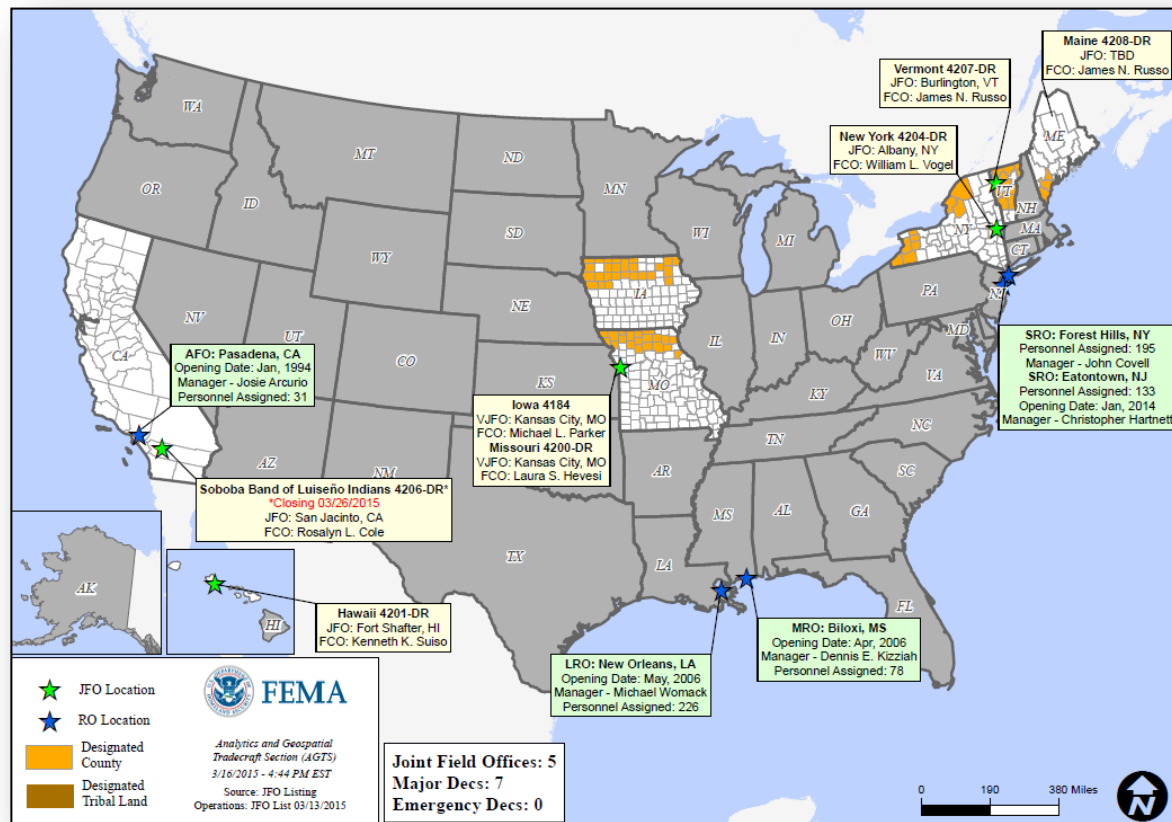 Maine 4208-DR
JFO: TBD
FCO: James N. Russo
Vermont 4207-DR
JFO: Burlington, VT
FCO: James N. Russo
New York 4204-DR
JFO: Albany, NY
FCO: William L. Vogel
WA
MT
ND
MN
ME
OR
ID
SD
WI
MI
VT
NH
NY
MA
CT
WY
IA
PA
NJ
NE
NV
UT
CA
CO
IL
IN
OH
MD
WV
VA
KS
MO
KY
SRO: Forest Hills, NY
Personnel Assigned: 195
Manager - John Covell
SRO: Eatontown, NJ
Personnel Assigned: 133
Opening Date: Jan, 2014
Manager - Christopher Hartnett
AFO: Pasadena, CA
Opening Date: Jan, 1994
Manager - Josie Arcurio
Personnel Assigned: 31
Iowa 4184
VJFO: Kansas City, MO
FCO: Michael L. Parker
Missouri 4200-DR
VJFO: Kansas City, MO
FCO: Laura S. Hevesi
TN
NC
AZ
NM
AR
SC
Soboba Band of Luiseño Indians 4206-DR*
*Closing 03/26/2015
JFO: San Jacinto, CA
FCO: Rosalyn L. Cole
MS
AL
GA
TX
LA
FL
AK
HI
Hawaii 4201-DR
JFO: Fort Shafter, HI
FCO: Kenneth K. Suiso
MRO: Biloxi, MS
Opening Date: Apr, 2006
Manager - Dennis E. Kizziah
Personnel Assigned: 78
LRO: New Orleans, LA
Opening Date: May, 2006
Manager - Michael Womack
Personnel Assigned: 226
JFO Location
RO Location
Designated
County
Designated
Tribal Land
FEMA
Analytics and Geospatial
Tradecraft Section (AGTS)
3/16/2015 - 4:44 PM EST
Source: JFO Listing
Operations: JFO List 03/13/2015
Joint Field Offices: 5
Major Decs: 7
Emergency Decs: 0
0 190 380 Miles
N